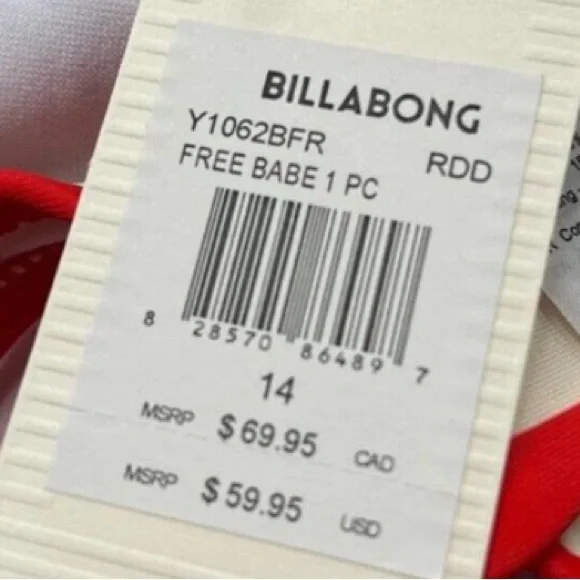 BILLABONG
Y1062BFR RDD
FREE BABE 1 PC
8 28570 86489 7
14
MSRP $69.95 CAD
MSRP $59.95 USD